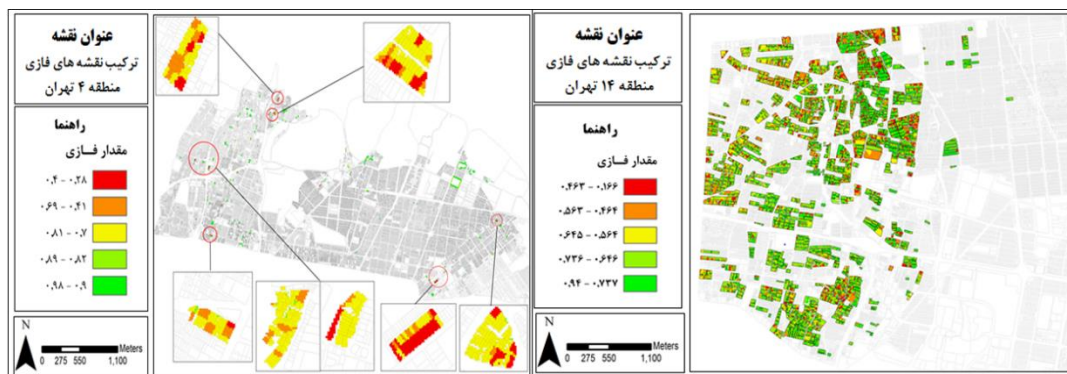 عنوان نقشه
ترکیب نقشه های فازی
منطقه ۴ تهران
راهنما
مقدار فـازی
۰.۴ - ۰.۲۸
۰.۶۹ - ۰.۴۱
۰.۸۱ - ۰.۷
۰.۸۹ - ۰.۸۲
۰.۹۸ - ۰.۹
N
Meters
0 275 550 1,100
عنوان نقشه
ترکیب نقشه های فازی
منطقه ۱۴ تهران
راهنما
مقدار فـازی
۰.۴۶۳ - ۰.۱۶۶
۰.۵۶۳ - ۰.۴۶۴
۰.۶۴۵ - ۰.۵۶۴
۰.۷۳۶ - ۰.۶۴۶
۰.۹۴ - ۰.۷۳۷
N
Meters
0 275 550 1,100